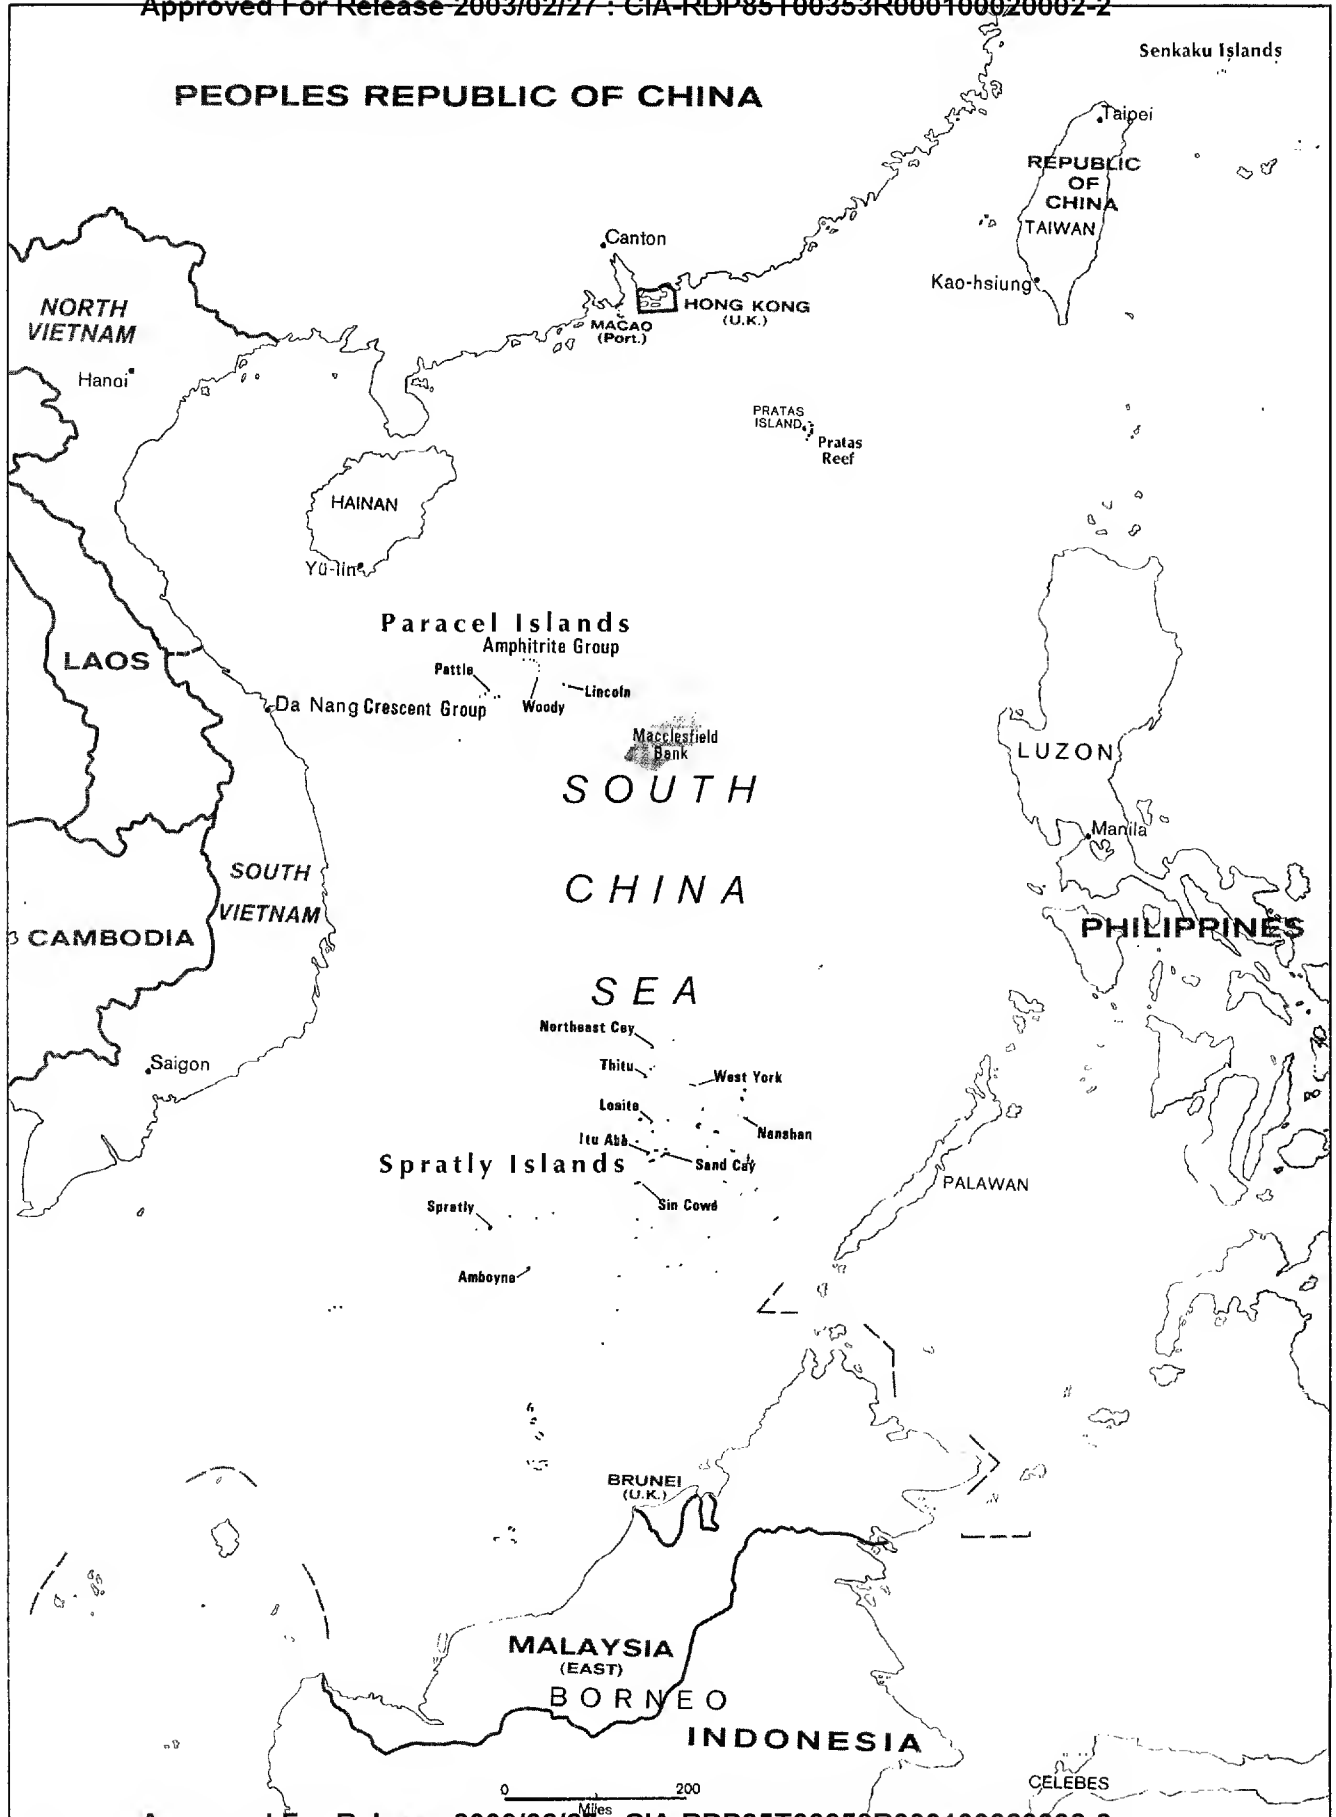 Approved For Release 2003/02/27 : CIA-RDP85T00353R000100020002-2
Senkaku Islands
PEOPLES REPUBLIC OF CHINA
Taipei
REPUBLIC
OF
CHINA
TAIWAN
Canton
Kao-hsiung
NORTH
VIETNAM
HONG KONG
(U.K.)
MACAO
(Port.)
Hanoi
PRATAS
ISLAND
Pratas
Reef
HAINAN
Yü-lin
Paracel Islands
Amphitrite Group
LAOS
Pattle
Lincoln
Da Nang
Crescent Group
Woody
Macclesfield
Bank
LUZON
SOUTH
CHINA
SEA
Manila
SOUTH
VIETNAM
CAMBODIA
PHILIPPINES
Northeast Cay
Saigon
Thitu
West York
Loaita
Nanshan
Itu Aba
Spratly Islands
Sand Cay
PALAWAN
Spratly
Sin Cowe
Amboyna
BRUNEI
(U.K.)
MALAYSIA
(EAST)
BORNEO
INDONESIA
CELEBES
0 200
Miles